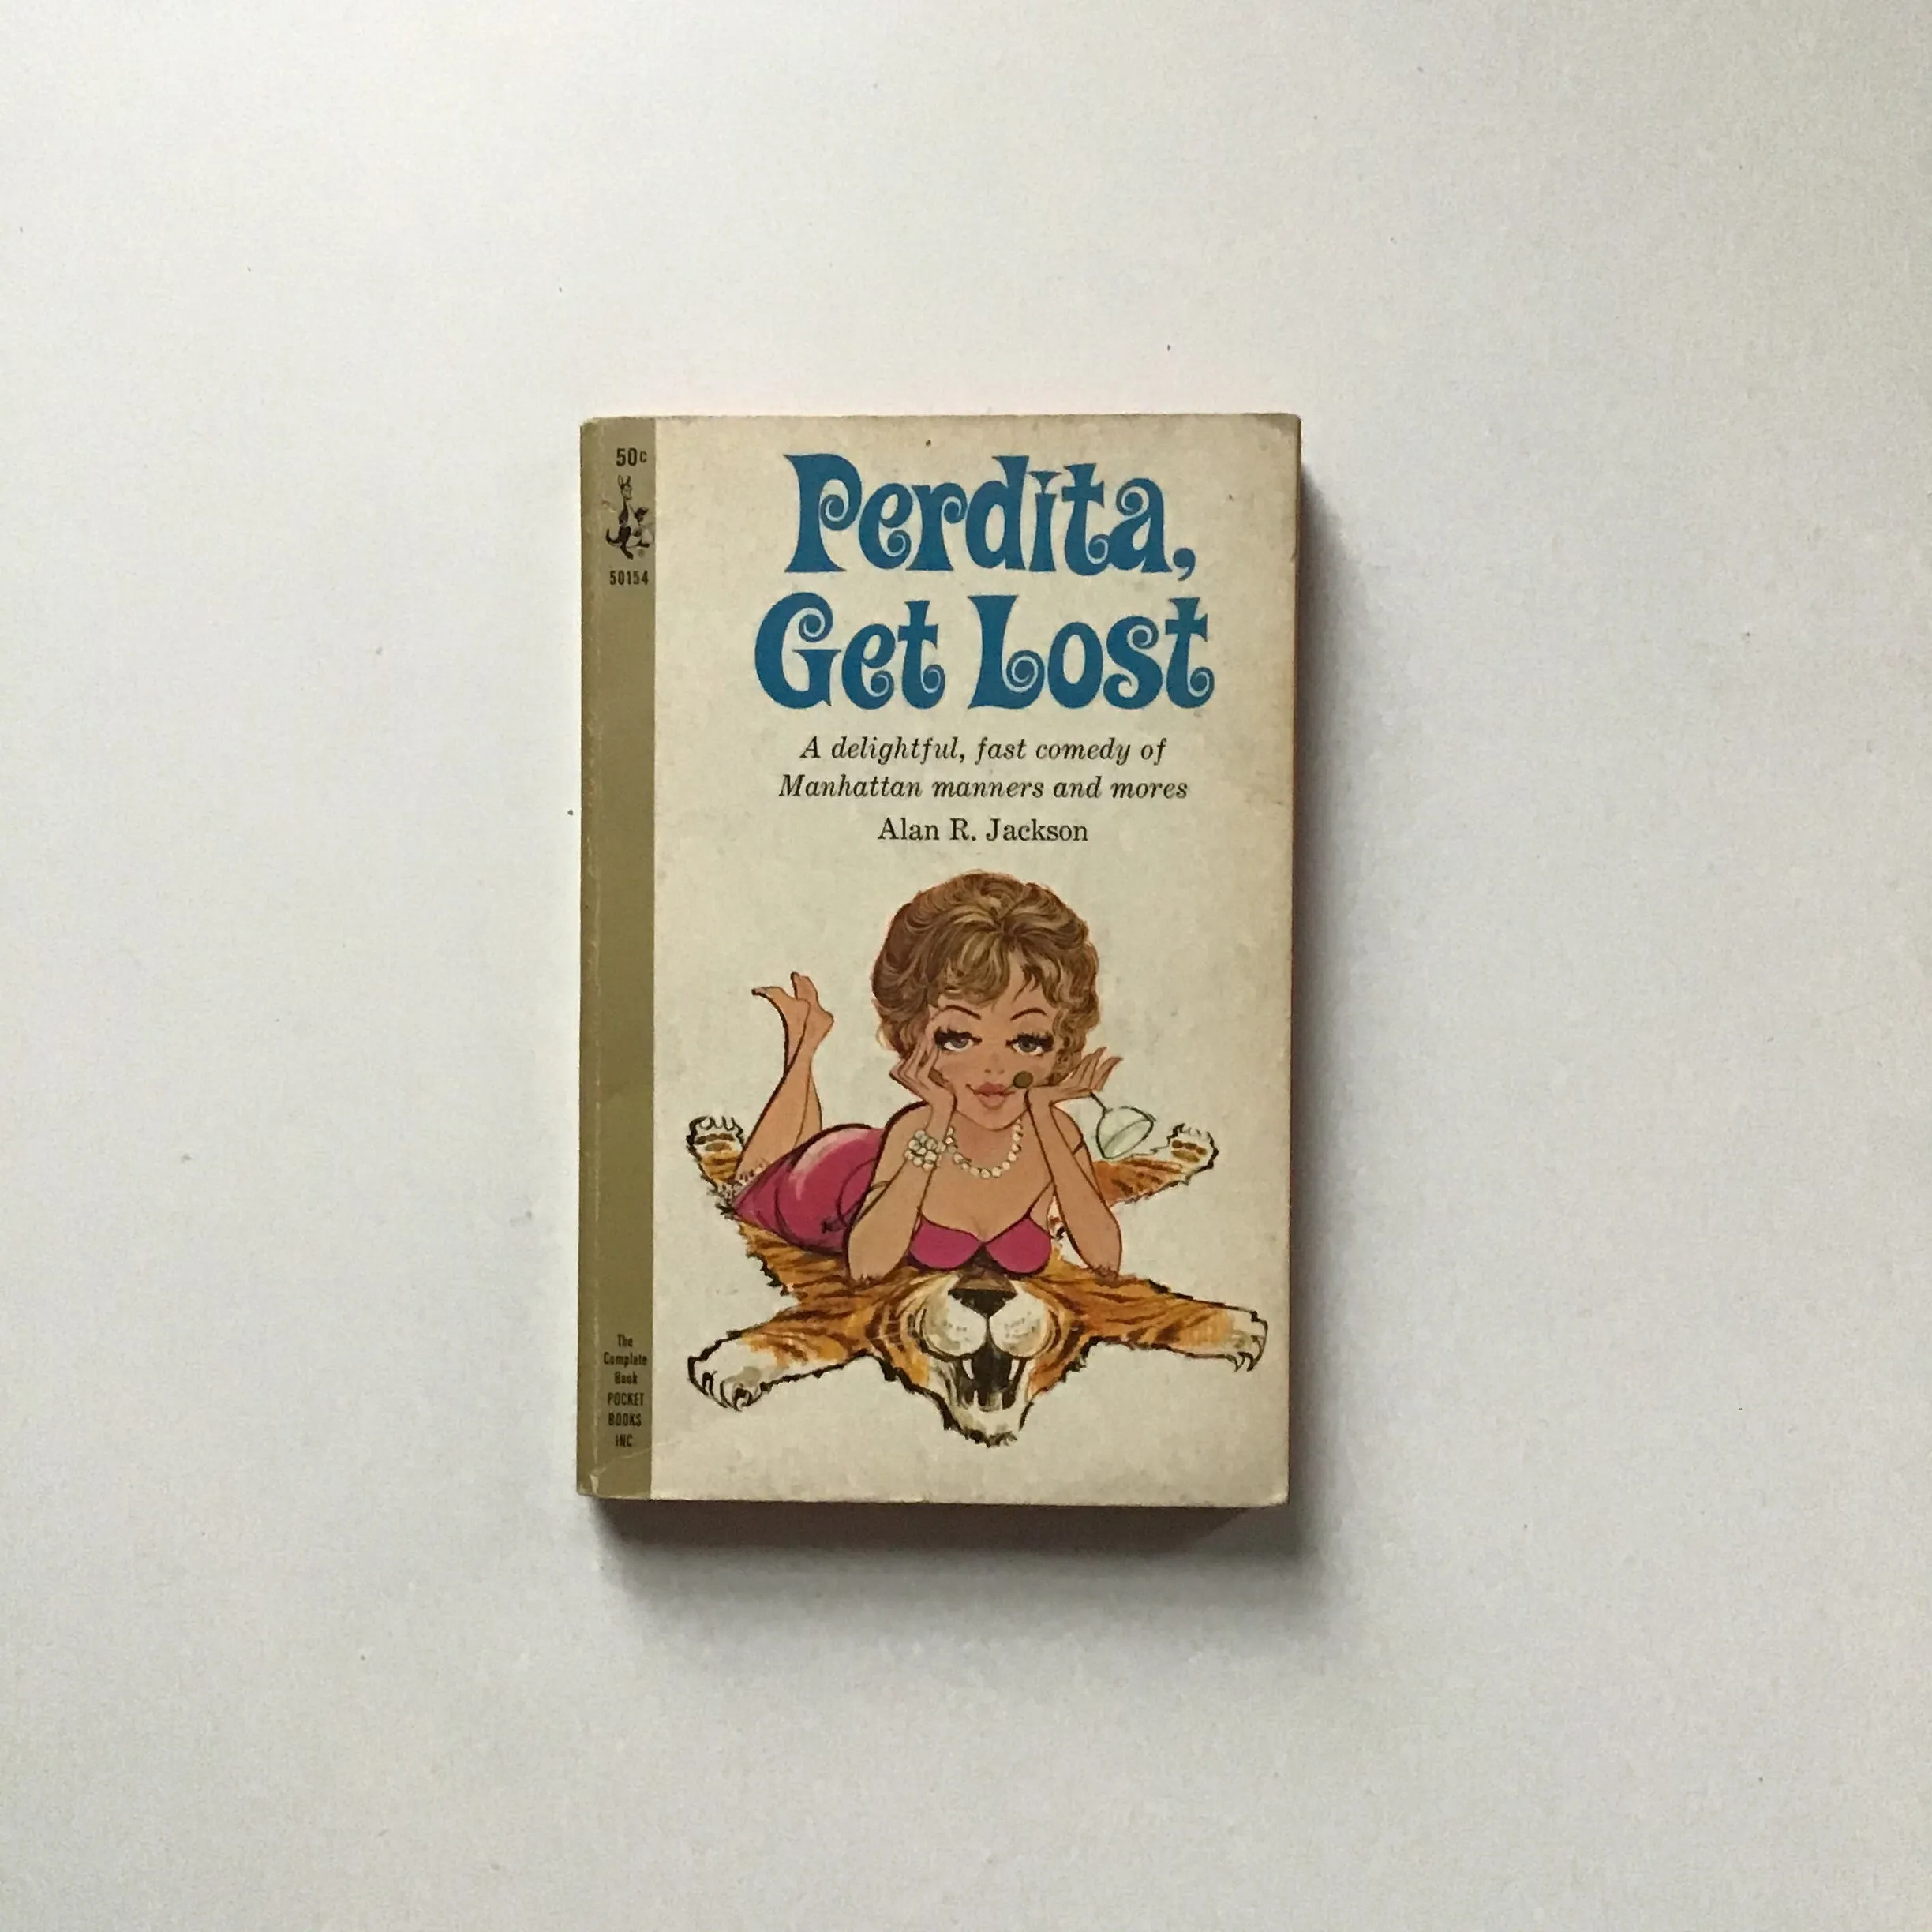 50c
50154
Perdita,
Get Lost
A delightful, fast comedy of
Manhattan manners and mores
Alan R. Jackson
The
Complete
Book
POCKET
BOOKS
INC